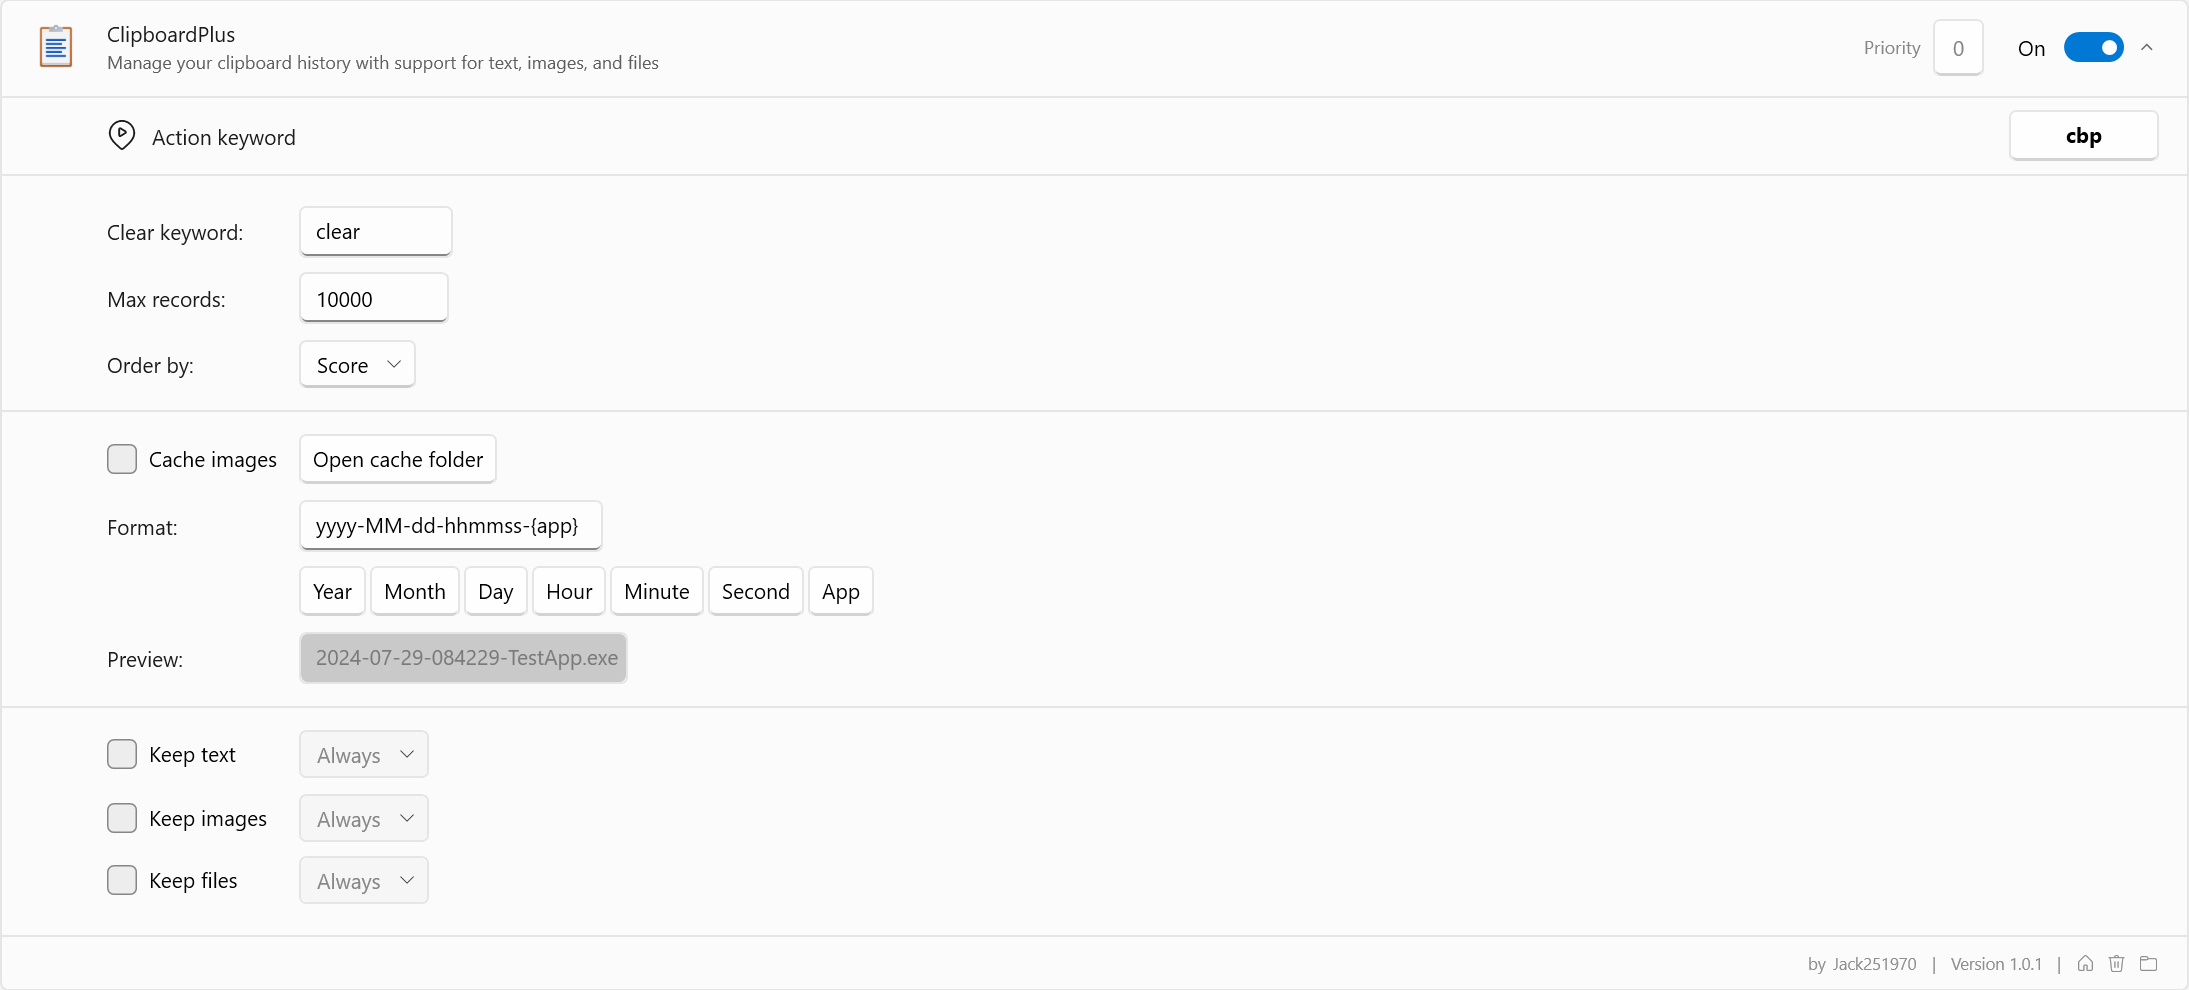 ClipboardPlus
Manage your clipboard history with support for text, images, and files
Priority 0 On
Action keyword cbp
Clear keyword: clear
Max records: 10000
Order by: Score
Cache images Open cache folder
Format: yyyy-MM-dd-hhmmss-{app}
Year Month Day Hour Minute Second App
Preview: 2024-07-29-084229-TestApp.exe
Keep text Always
Keep images Always
Keep files Always
by Jack251970 | Version 1.0.1 |